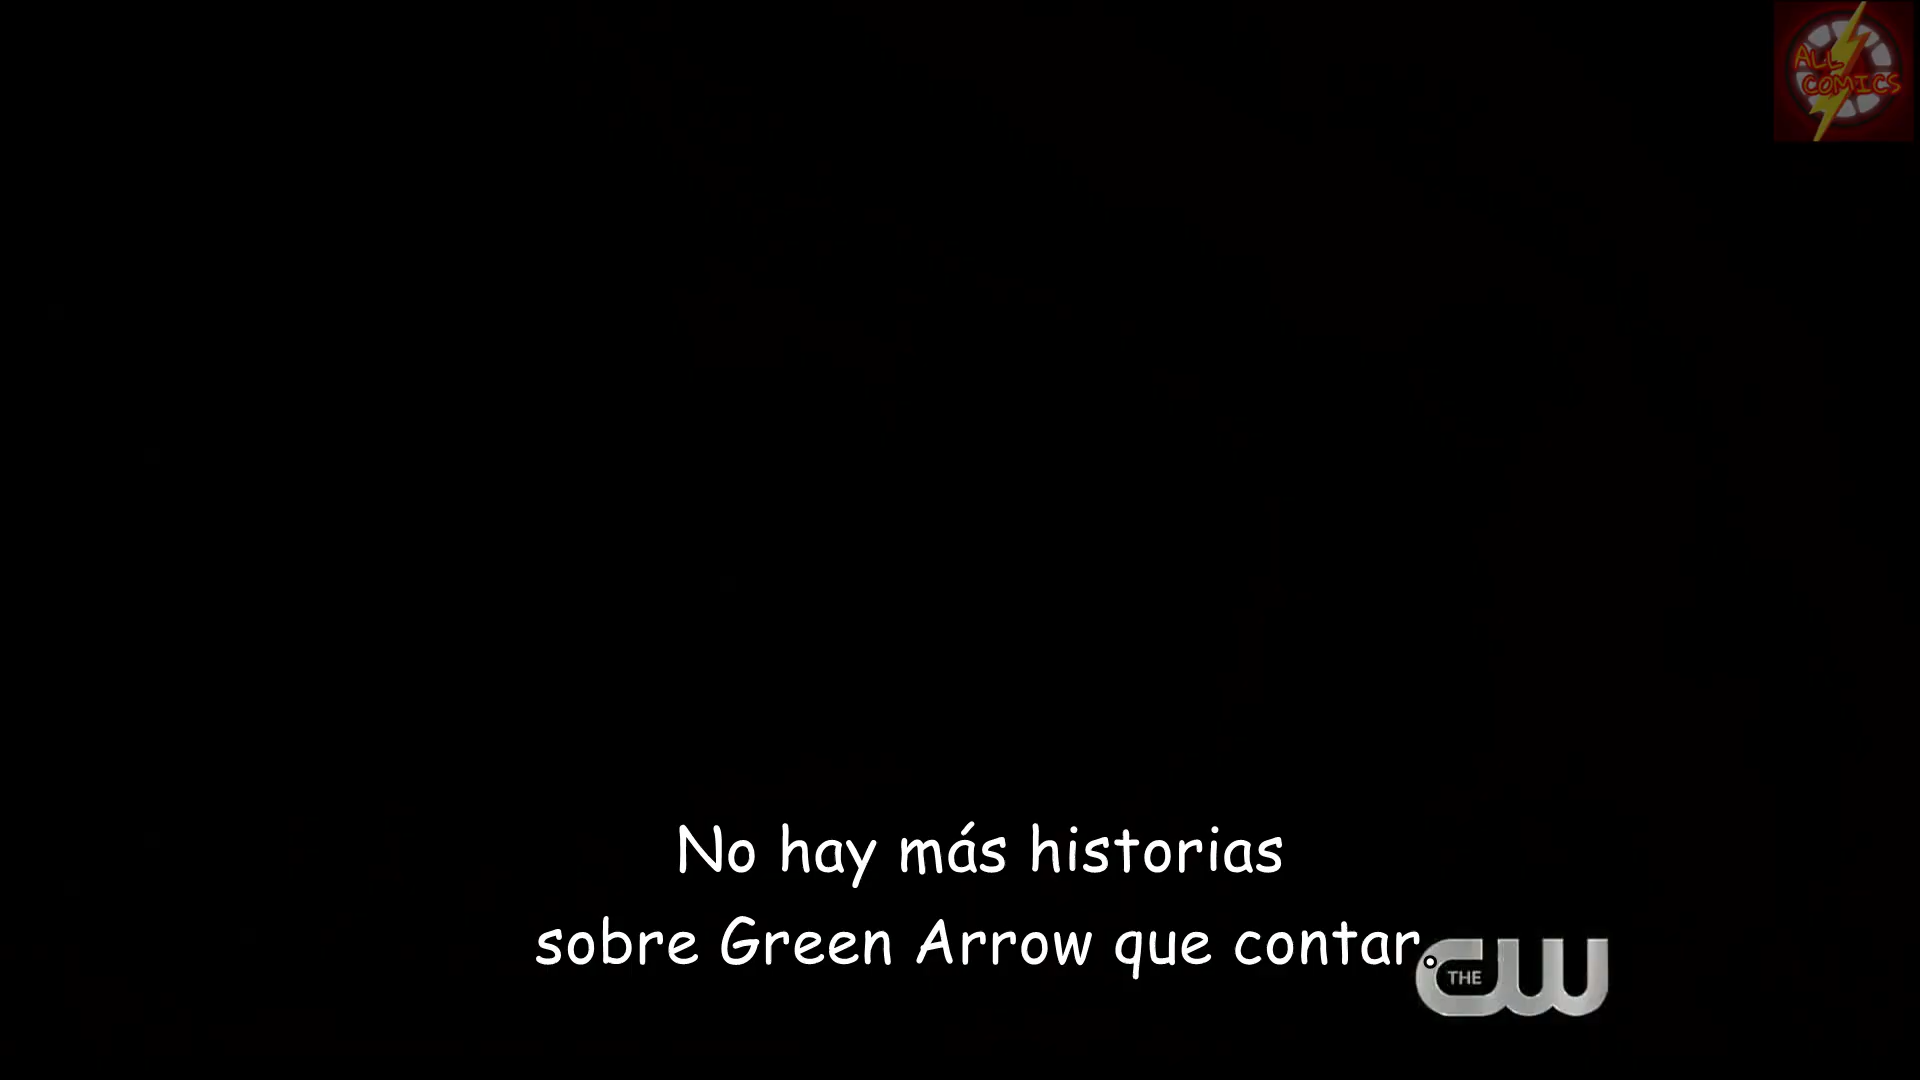 ALL
COMICS
No hay más historias
sobre Green Arrow que contar.
THE CW